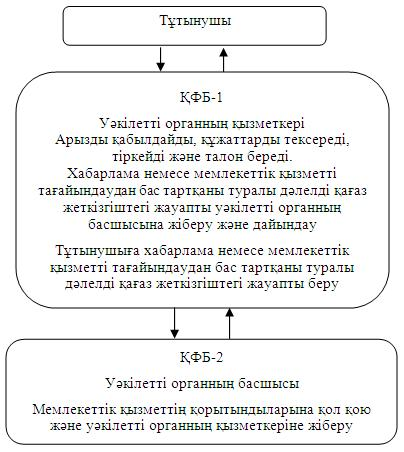 Тұтынушы
ҚФБ-1
Уәкілетті органның қызметкері
Арызды қабылдайды, құжаттарды тексереді,
тіркейді және талон береді.
Хабарлама немесе мемлекеттік қызметті
тағайындаудан бас тартқаны туралы дәлелді қағаз
жеткізгіштегі жауапты уәкілетті органның
басшысына жіберу және дайындау
Тұтынушыға хабарлама немесе мемлекеттік
қызметті тағайындаудан бас тартқаны туралы
дәлелді қағаз жеткізгіштегі жауапты беру
ҚФБ-2
Уәкілетті органның басшысы
Мемлекеттік қызметтің қорытындыларына қол қою
және уәкілетті органның қызметкеріне жіберу